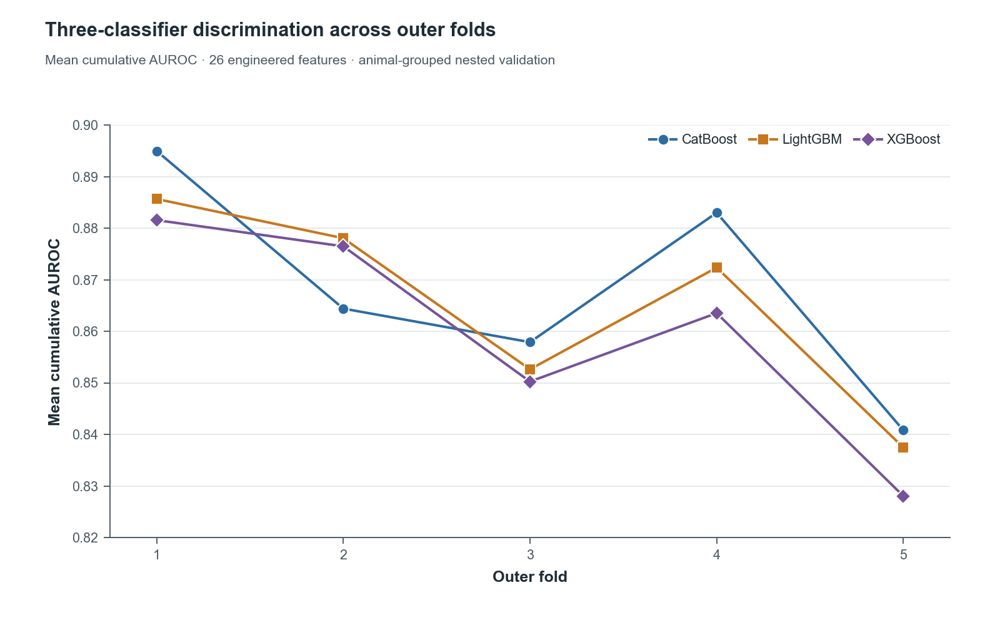 Three-classifier discrimination across outer folds
Mean cumulative AUROC · 26 engineered features · animal-grouped nested validation
CatBoost LightGBM XGBoost
Mean cumulative AUROC
0.90
0.89
0.88
0.87
0.86
0.85
0.84
0.83
0.82
1 2 3 4 5
Outer fold